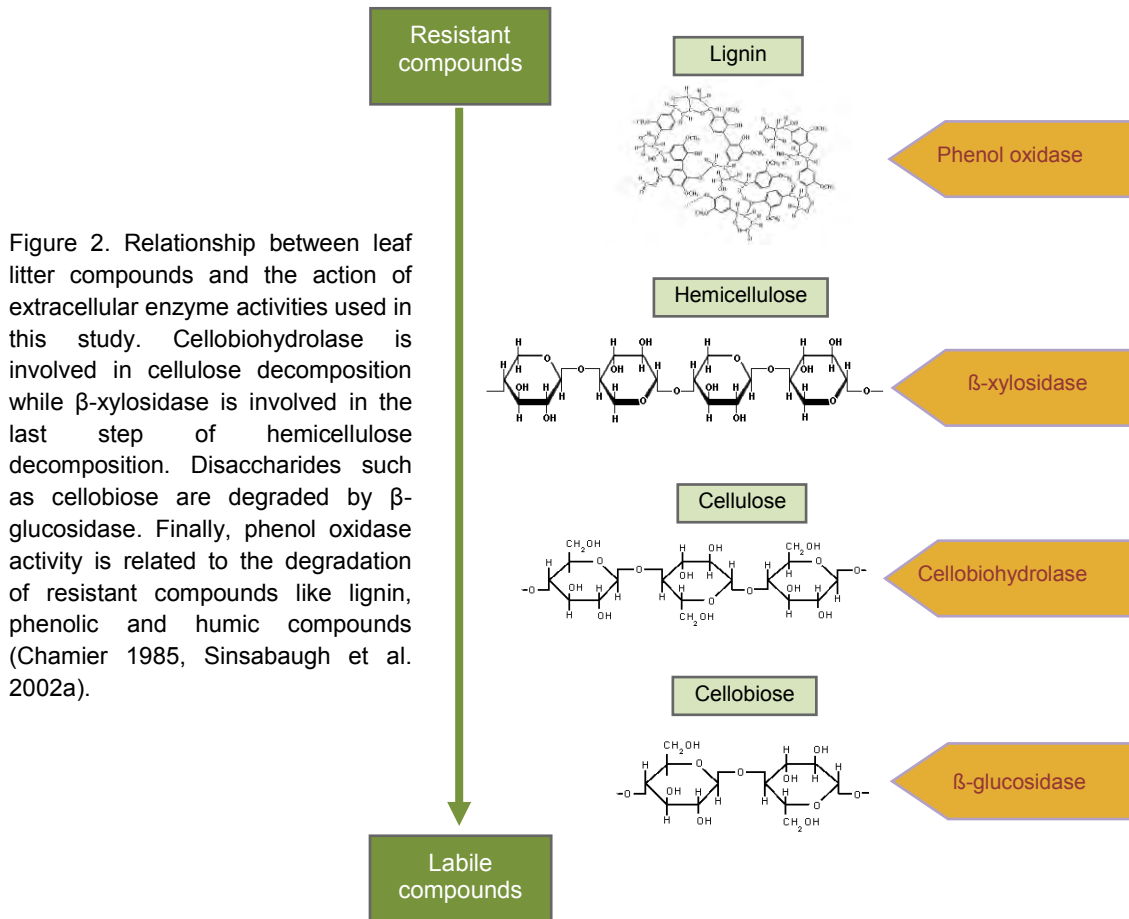 Resistant
compounds
Lignin
Phenol oxidase
Figure 2. Relationship between leaf
litter compounds and the action of
extracellular enzyme activities used in
this study. Cellobiohydrolase is
involved in cellulose decomposition
while β-xylosidase is involved in the
last step of hemicellulose
decomposition. Disaccharides such
as cellobiose are degraded by β-
glucosidase. Finally, phenol oxidase
activity is related to the degradation
of resistant compounds like lignin,
phenolic and humic compounds
(Chamier 1985, Sinsabaugh et al.
2002a).
Hemicellulose
ß-xylosidase
Cellulose
Cellobiohydrolase
Cellobiose
ß-glucosidase
Labile
compounds